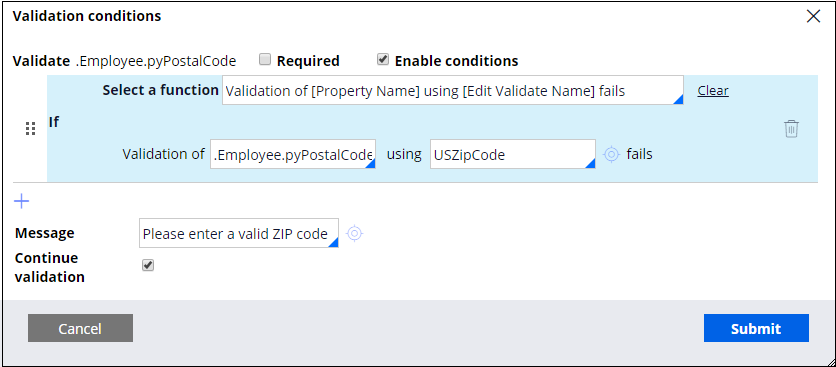 Validation conditions
Validate .Employee.pyPostalCode Required Enable conditions
Select a function Validation of [Property Name] using [Edit Validate Name] fails Clear
If
Validation of .Employee.pyPostalCode using USZipCode fails
Message Please enter a valid ZIP code
Continue
validation
Cancel Submit